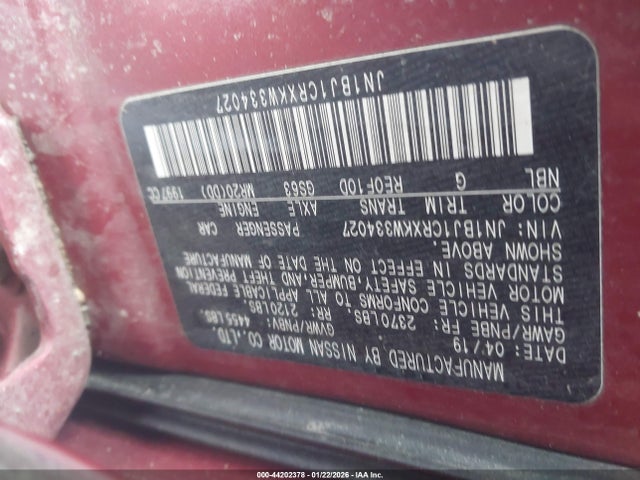 MANUFACTURED BY NISSAN MOTOR CO.,LTD.
DATE: 04/19 GVWR/PNBV: 4455LBS.
GAWR/PNBE FR: 2370LBS. RR: 2120LBS.
THIS VEHICLE CONFORMS TO ALL APPLICABLE FEDERAL
MOTOR VEHICLE SAFETY,BUMPER,AND THEFT PREVENTION
STANDARDS IN EFFECT ON THE DATE OF MANUFACTURE
SHOWN ABOVE.
VIN: JN1BJ1CRXKW334027 PASSENGER CAR
COLOR TRIM TRANS AXLE ENGINE
NBL G RE0F10D GS63 MR20(DD) 1997CC
JN1BJ1CRXKW334027
000-44202378 - 01/22/2026 - IAA Inc.